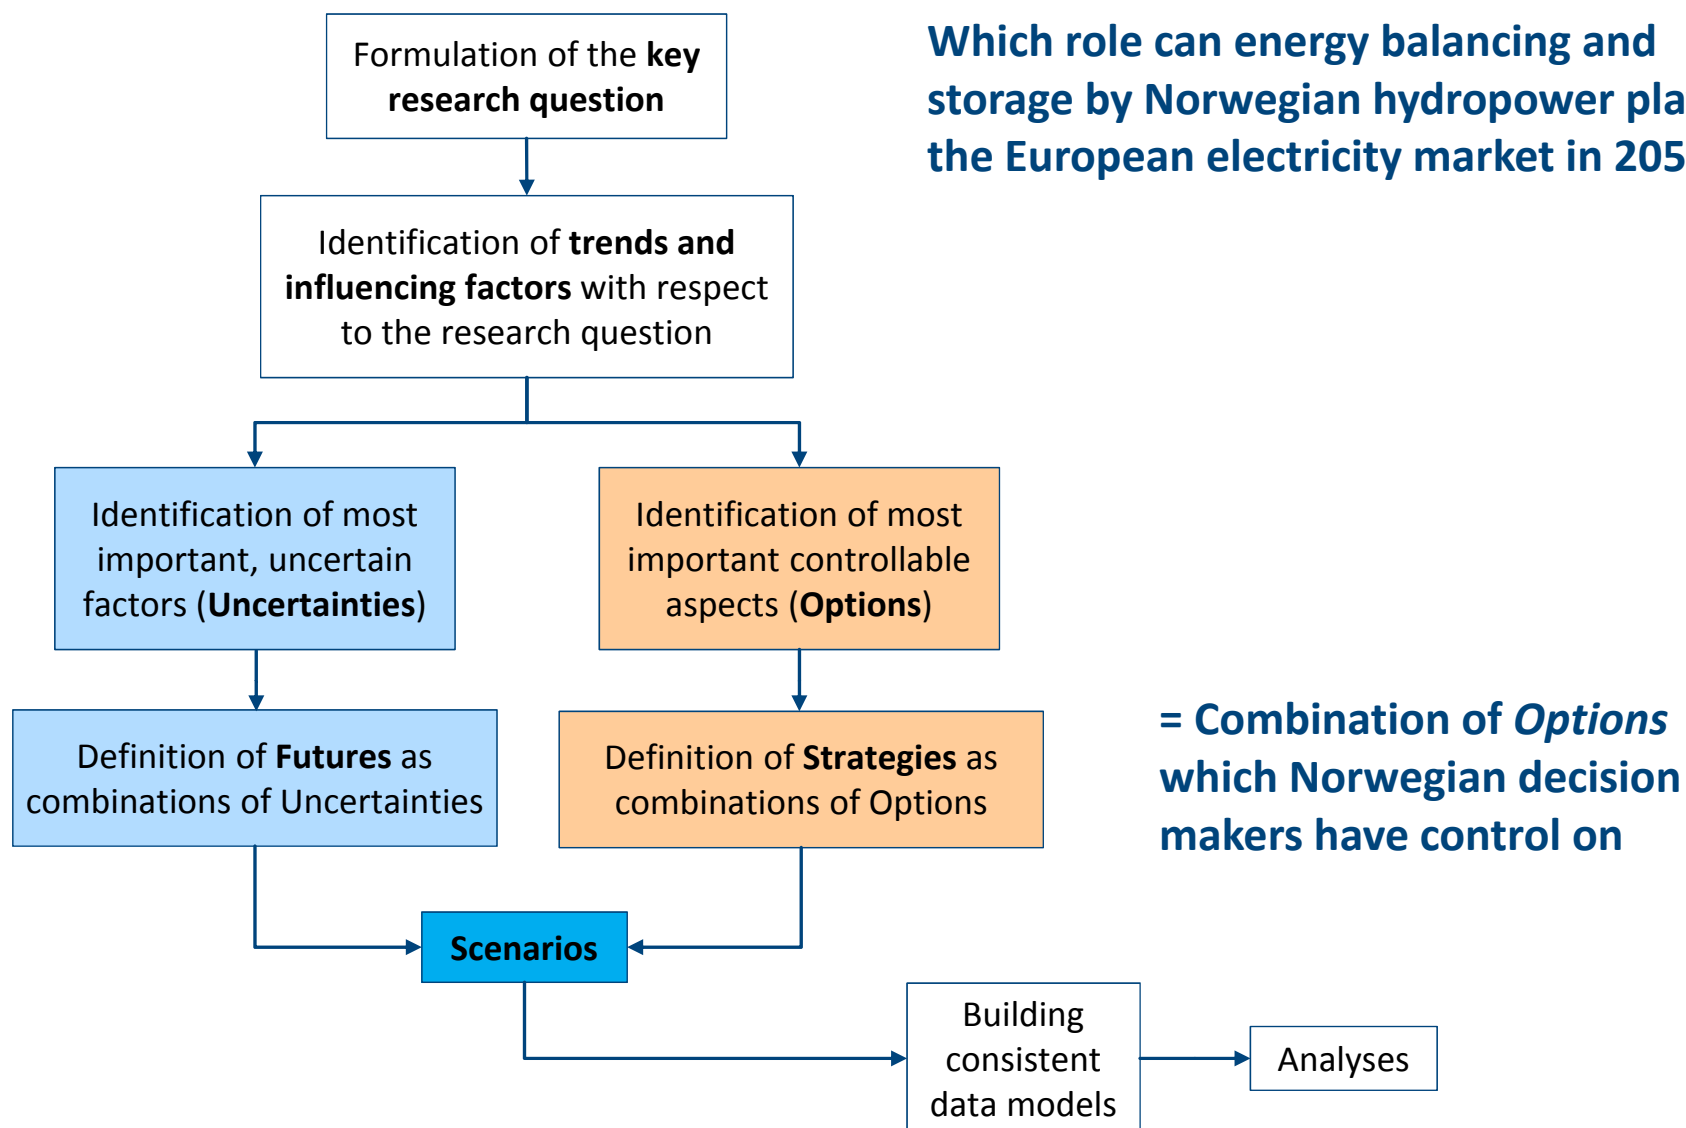 Formulation of the key
research question
Which role can energy balancing and
storage by Norwegian hydropower pla
the European electricity market in 205
Identification of trends and
influencing factors with respect
to the research question
Identification of most
important, uncertain
factors (Uncertainties)
Identification of most
important controllable
aspects (Options)
Definition of Futures as
combinations of Uncertainties
Definition of Strategies as
combinations of Options
= Combination of Options
which Norwegian decision
makers have control on
Scenarios
Building
consistent
data models
Analyses